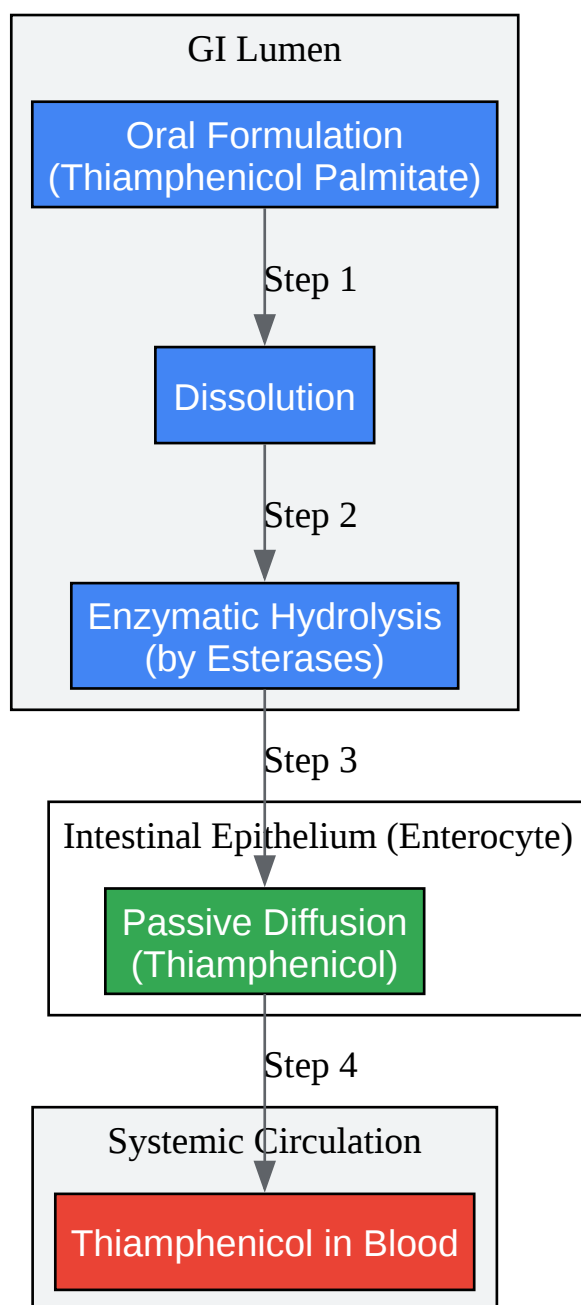 GI Lumen
Oral Formulation
(Thiamphenicol Palmitate)
Step 1
Dissolution
Step 2
Enzymatic Hydrolysis
(by Esterases)
Step 3
Intestinal Epithelium (Enterocyte)
Passive Diffusion
(Thiamphenicol)
Step 4
Systemic Circulation
Thiamphenicol in Blood